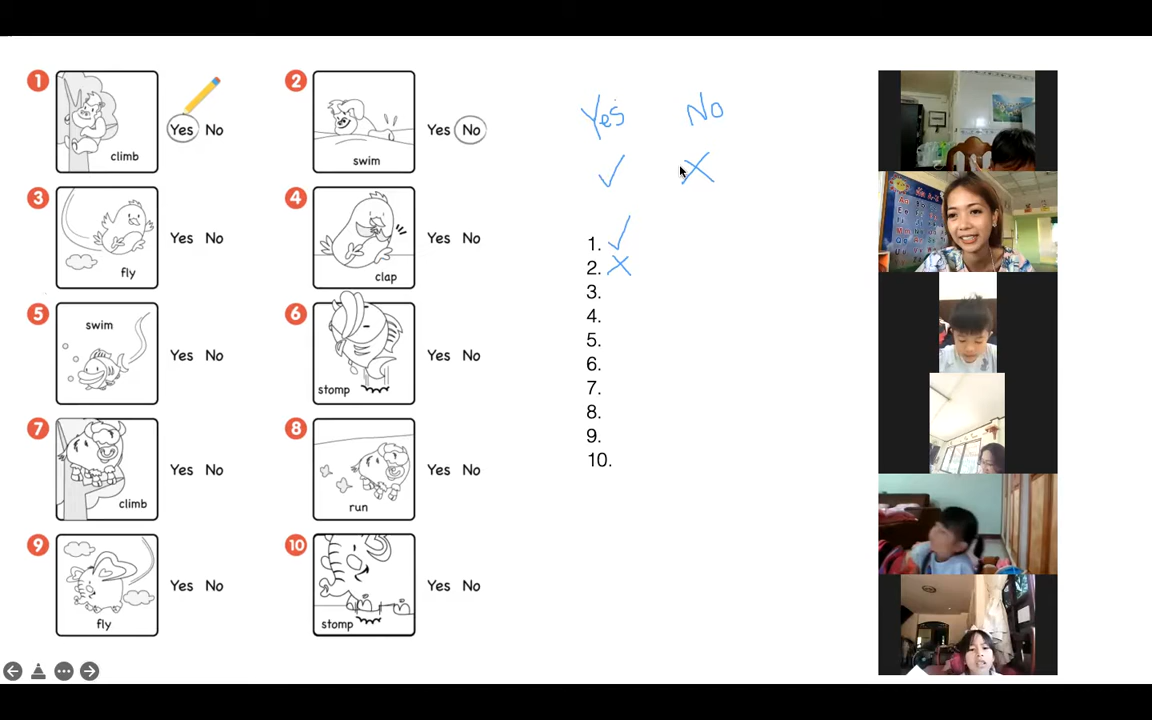 1
climb
Yes No
2
swim
Yes No
3
fly
Yes No
4
clap
Yes No
5
swim
Yes No
6
stomp
Yes No
7
climb
Yes No
8
run
Yes No
9
fly
Yes No
10
stomp
Yes No
Yes No
✓ X
1. ✓
2. X
3.
4.
5.
6.
7.
8.
9.
10.